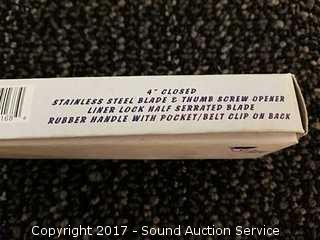 4" CLOSED
STAINLESS STEEL BLADE & THUMB SCREW OPENER
LINER LOCK HALF SERRATED BLADE
RUBBER HANDLE WITH POCKET/BELT CLIP ON BACK
168
Copyright 2017 - Sound Auction Service